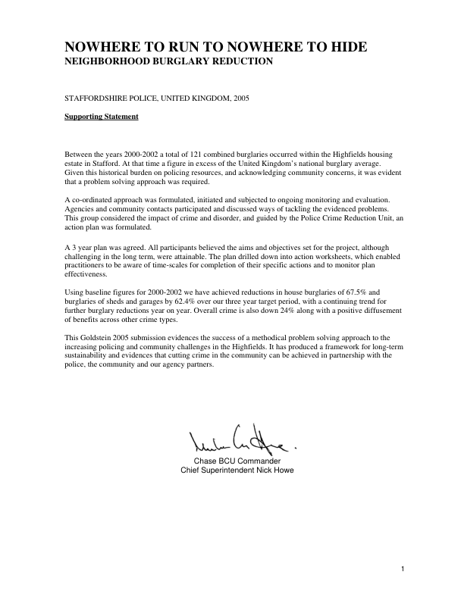 NOWHERE TO RUN TO NOWHERE TO HIDE
NEIGHBORHOOD BURGLARY REDUCTION
STAFFORDSHIRE POLICE, UNITED KINGDOM, 2005
Supporting Statement
Between the years 2000-2002 a total of 121 combined burglaries occurred within the Highfields housing
estate in Stafford. At that time a figure in excess of the United Kingdom's national burglary average.
Given this historical burden on policing resources, and acknowledging community concerns, it was evident
that a problem solving approach was required.
A co-ordinated approach was formulated, initiated and subjected to ongoing monitoring and evaluation.
Agencies and community contacts participated and discussed ways of tackling the evidenced problems.
This group considered the impact of crime and disorder, and guided by the Police Crime Reduction Unit, an
action plan was formulated.
A 3 year plan was agreed. All participants believed the aims and objectives set for the project, although
challenging in the long term, were attainable. The plan drilled down into action worksheets, which enabled
practitioners to be aware of time-scales for completion of their specific actions and to monitor plan
effectiveness.
Using baseline figures for 2000-2002 we have achieved reductions in house burglaries of 67.5% and
burglaries of sheds and garages by 62.4% over our three year target period, with a continuing trend for
further burglary reductions year on year. Overall crime is also down 24% along with a positive diffusement
of benefits across other crime types.
This Goldstein 2005 submission evidences the success of a methodical problem solving approach to the
increasing policing and community challenges in the Highfields. It has produced a framework for long-term
sustainability and evidences that cutting crime in the community can be achieved in partnership with the
police, the community and our agency partners.
Chase BCU Commander
Chief Superintendent Nick Howe
1